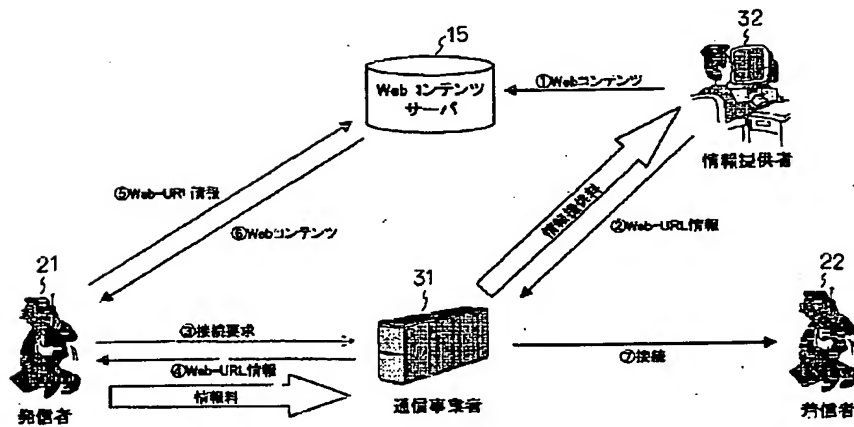 15
32
Web コンテンツ
サーバ
①Webコンテンツ
情報提供者
⑤Web-URL情報
⑥Webコンテンツ
情報提供料
②Web-URL情報
21
31
22
③接続要求
④Web-URL情報
情報料
⑦接続
発信者
通信事業者
着信者